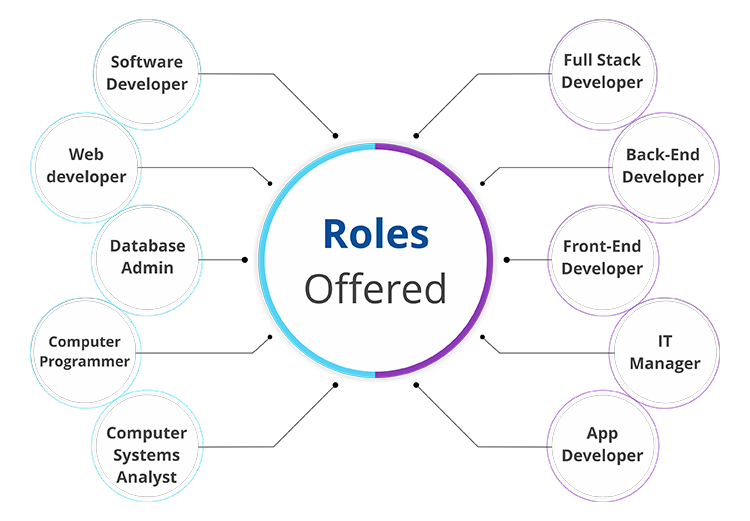 Software
Developer
Web
developer
Database
Admin
Computer
Programmer
Computer
Systems
Analyst
Roles
Offered
Full Stack
Developer
Back-End
Developer
Front-End
Developer
IT
Manager
App
Developer